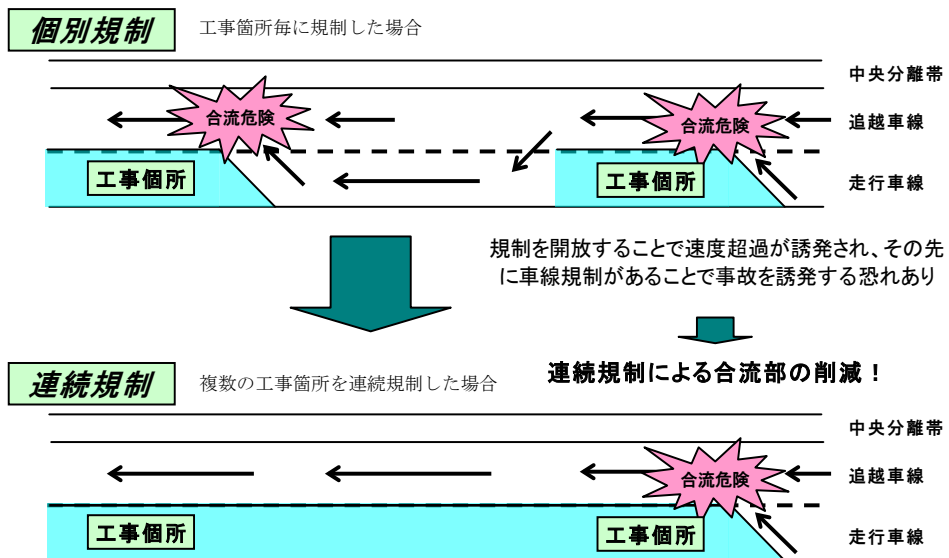 個別規制
工事箇所毎に規制した場合
中央分離帯
合流危険
合流危険
追越車線
工事個所
工事個所
走行車線
規制を開放することで速度超過が誘発され、その先
に車線規制があることで事故を誘発する恐れあり
連続規制による合流部の削減！
連続規制
複数の工事箇所を連続規制した場合
中央分離帯
合流危険
追越車線
工事個所
工事個所
走行車線